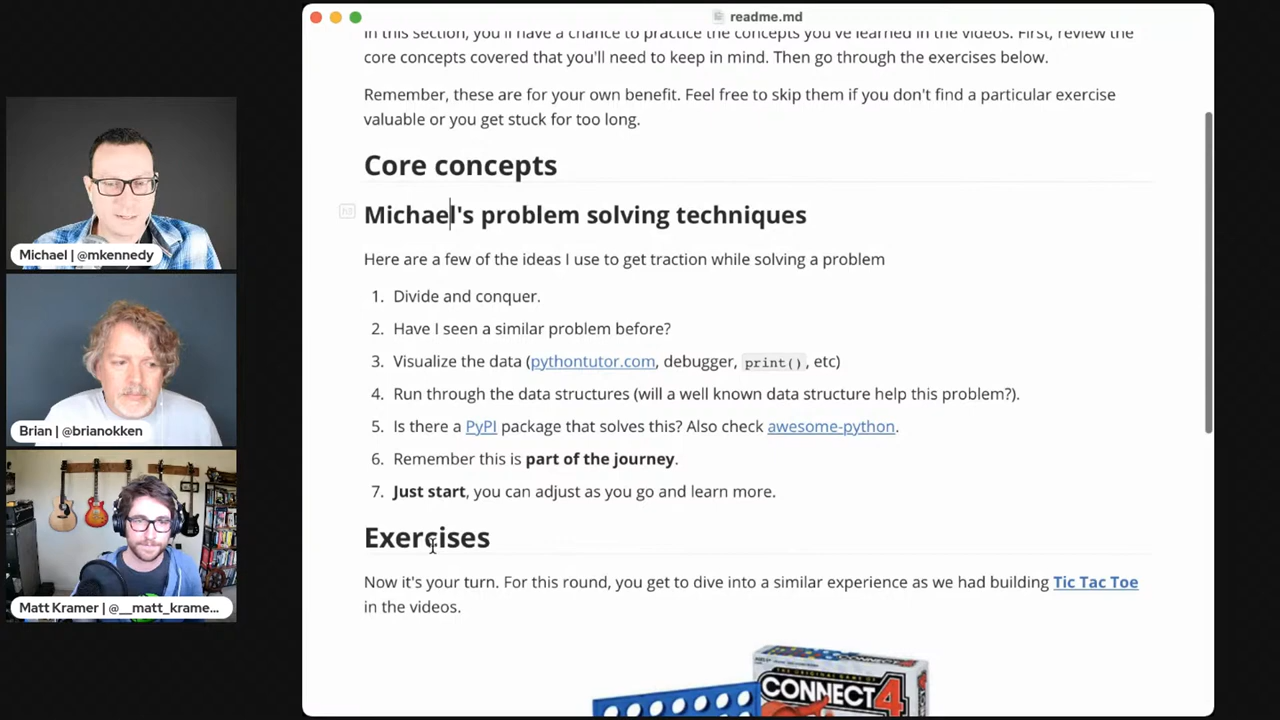 readme.md
In this section, you'll have a chance to practice the concepts you've learned in the videos. First, review the
core concepts covered that you'll need to keep in mind. Then go through the exercises below.
Remember, these are for your own benefit. Feel free to skip them if you don't find a particular exercise
valuable or you get stuck for too long.
Core concepts
h3
Michael's problem solving techniques
Here are a few of the ideas I use to get traction while solving a problem
1. Divide and conquer.
2. Have I seen a similar problem before?
3. Visualize the data (pythontutor.com, debugger, print(), etc)
4. Run through the data structures (will a well known data structure help this problem?).
5. Is there a PyPI package that solves this? Also check awesome-python.
6. Remember this is part of the journey.
7. Just start, you can adjust as you go and learn more.
Exercises
Now it's your turn. For this round, you get to dive into a similar experience as we had building Tic Tac Toe
in the videos.
CONNECT 4
Michael | @mkennedy
Brian | @brianokken
Matt Kramer | @__matt_krame...